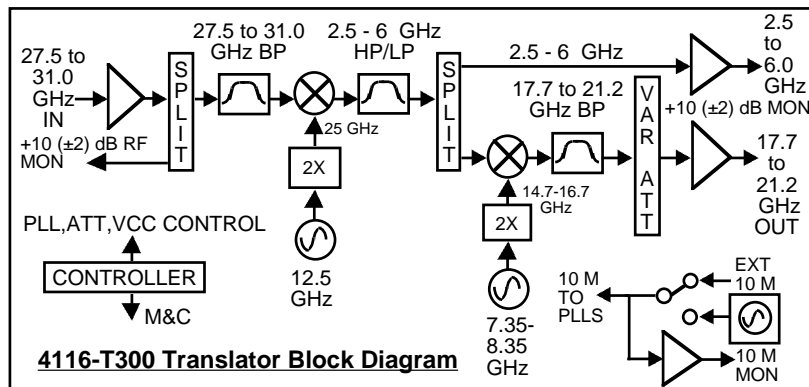 27.5 to
31.0
GHz
IN
+10 (±2) dB RF
MON
SPLIT
27.5 to 31.0
GHz BP
25 GHz
2X
12.5
GHz
2.5 - 6 GHz
HP/LP
SPLIT
2.5 - 6 GHz
2.5
to
6.0
GHz
+10 (±2) dB MON
17.7 to 21.2
GHz BP
14.7-16.7
GHz
2X
7.35-
8.35
GHz
VAR ATT
17.7
to
21.2
GHz
OUT
PLL,ATT,VCC CONTROL
CONTROLLER
M&C
10 M
TO
PLLS
EXT
10 M
10 M
MON
4116-T300 Translator Block Diagram